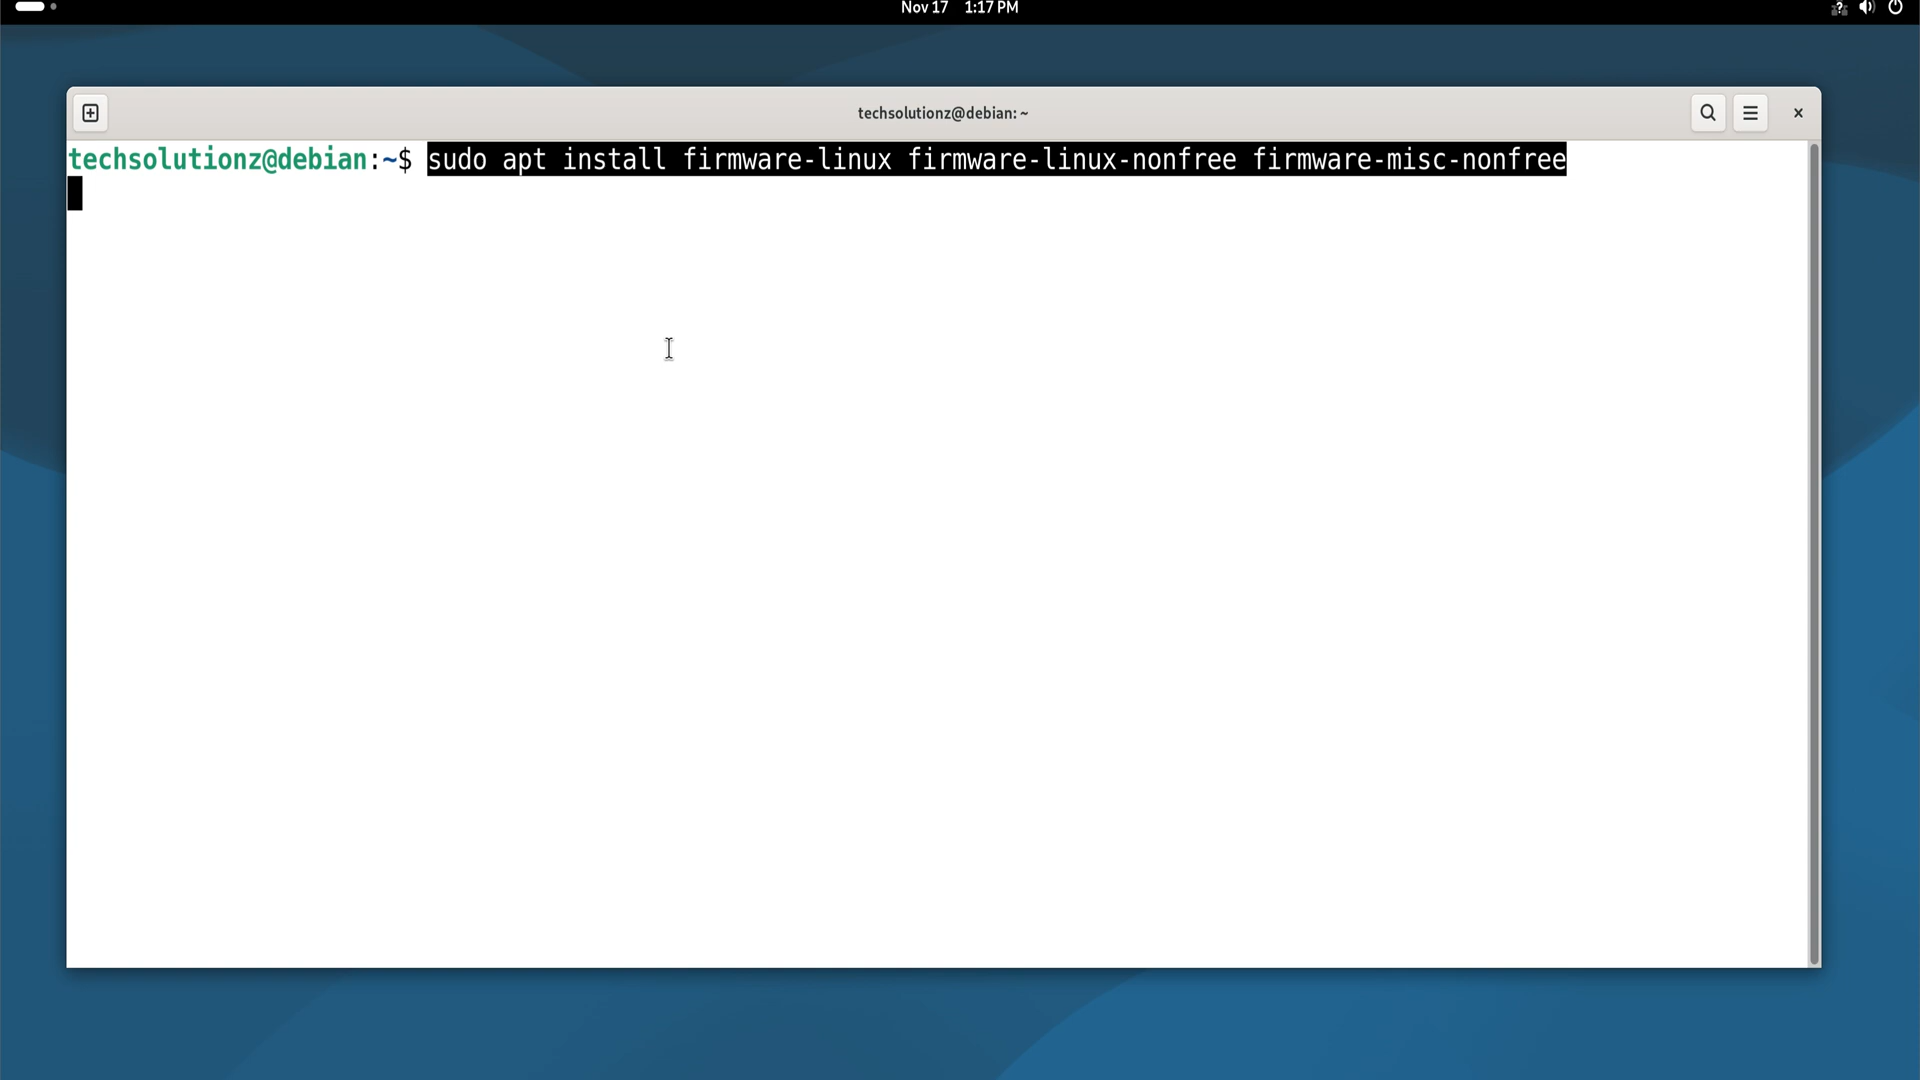 Nov 17 1:17 PM
techsolutionz@debian: ~
techsolutionz@debian:~$ sudo apt install firmware-linux firmware-linux-nonfree firmware-misc-nonfree